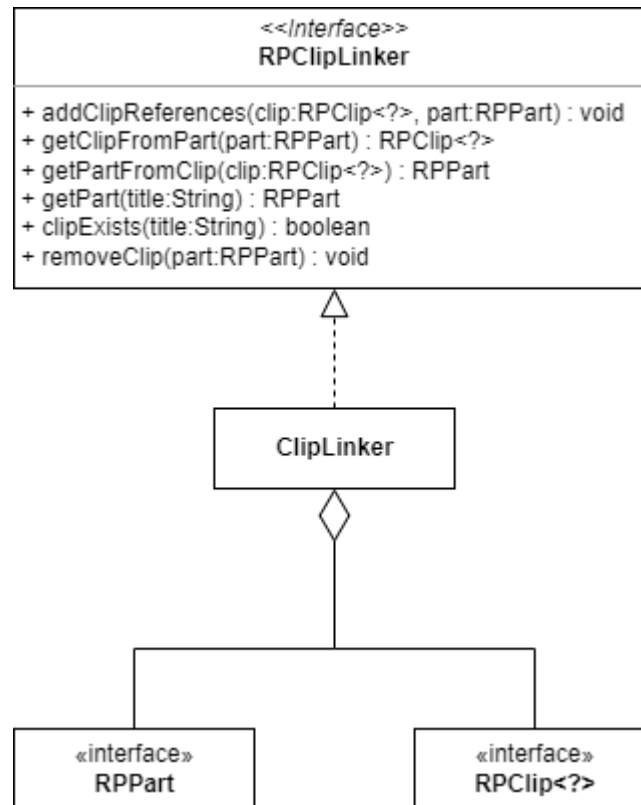 <<Interface>>
RPClipLinker
+ addClipReferences(clip:RPClip<?>, part:RPPart) : void
+ getClipFromPart(part:RPPart) : RPClip<?>
+ getPartFromClip(clip:RPClip<?>) : RPPart
+ getPart(title:String) : RPPart
+ clipExists(title:String) : boolean
+ removeClip(part:RPPart) : void
ClipLinker
«interface» «interface»
RPPart RPClip<?>